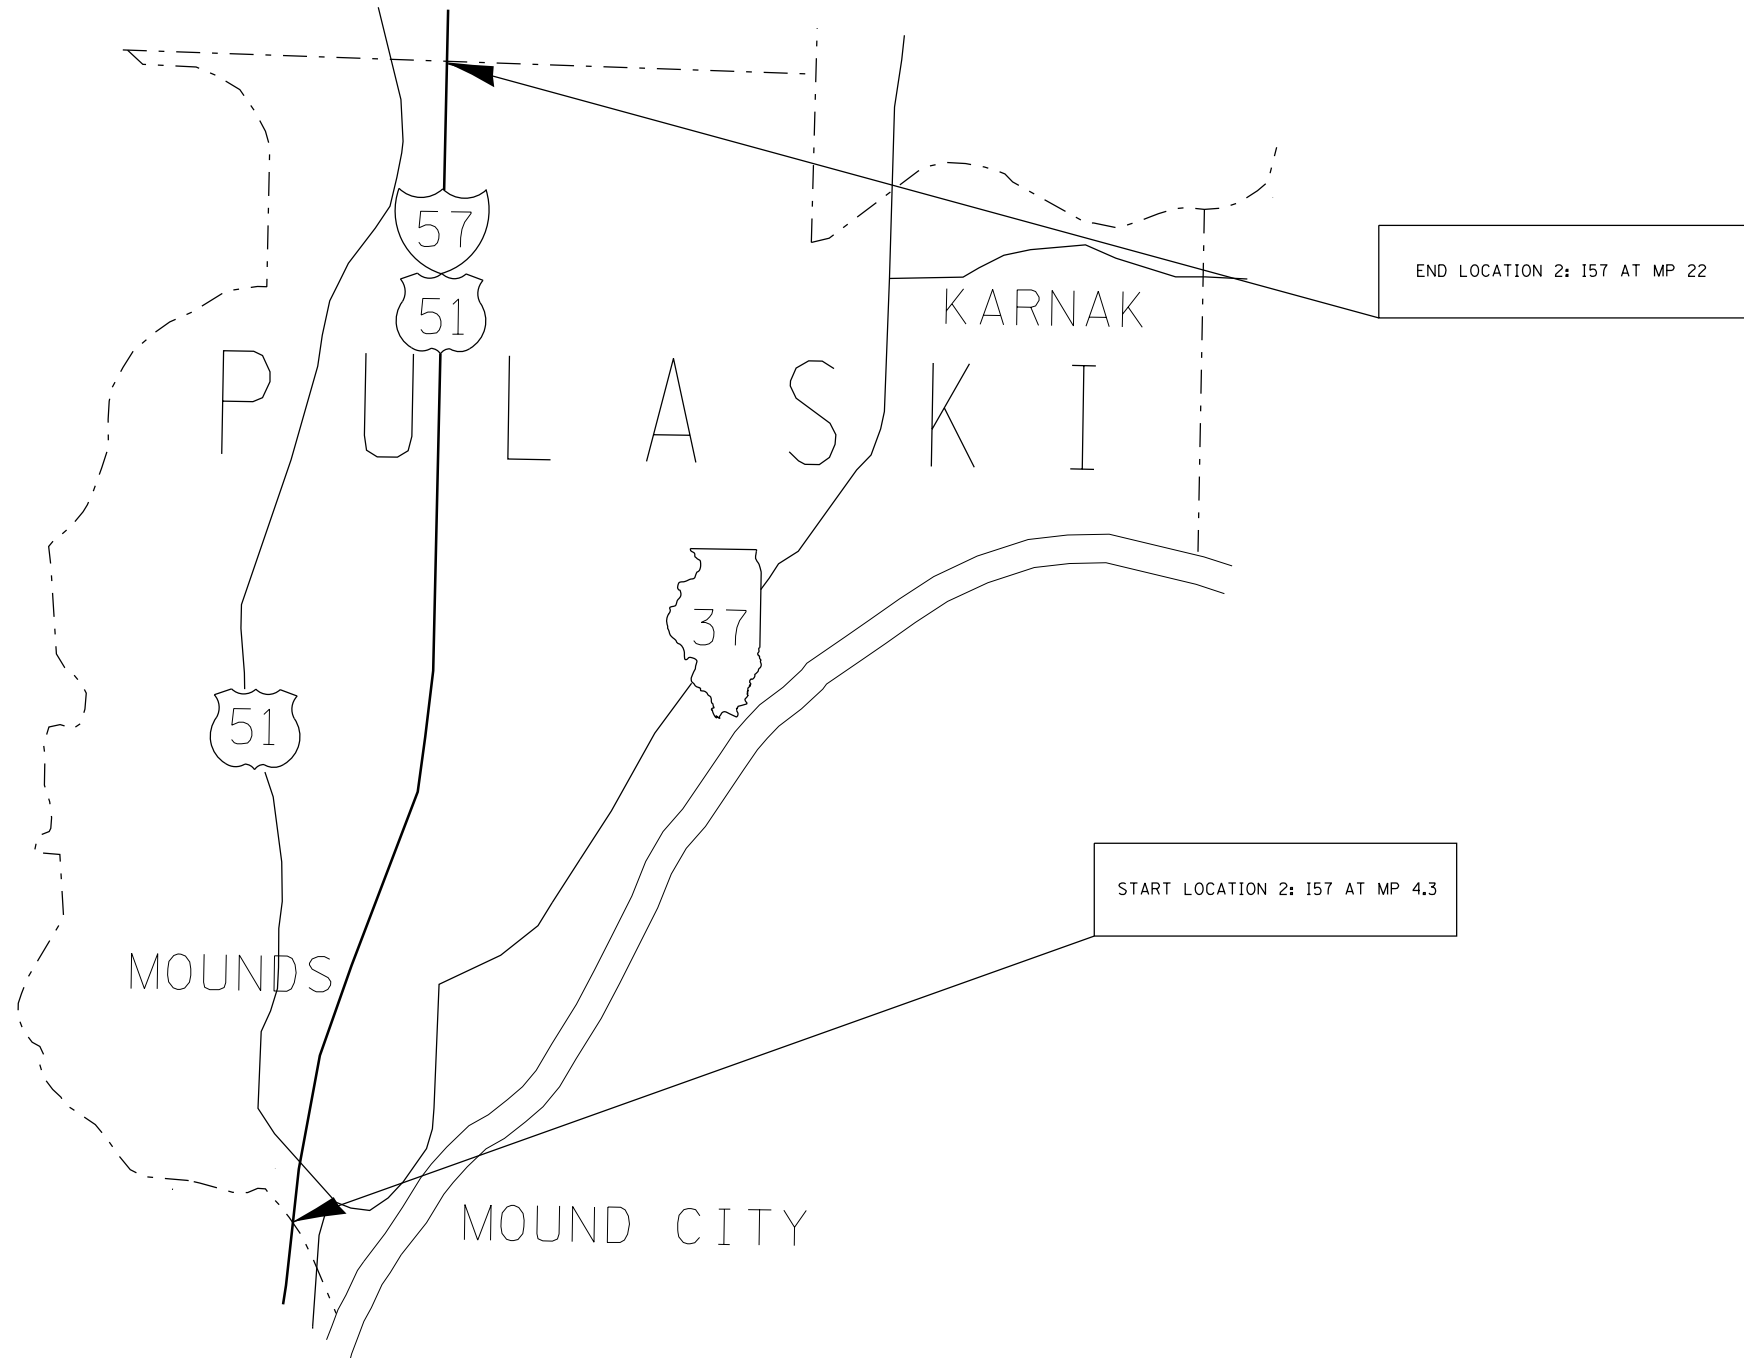 57
END LOCATION 2: I57 AT MP 22
51
KARNAK
PULASKI
37
51
START LOCATION 2: I57 AT MP 4.3
MOUNDS
MOUND CITY